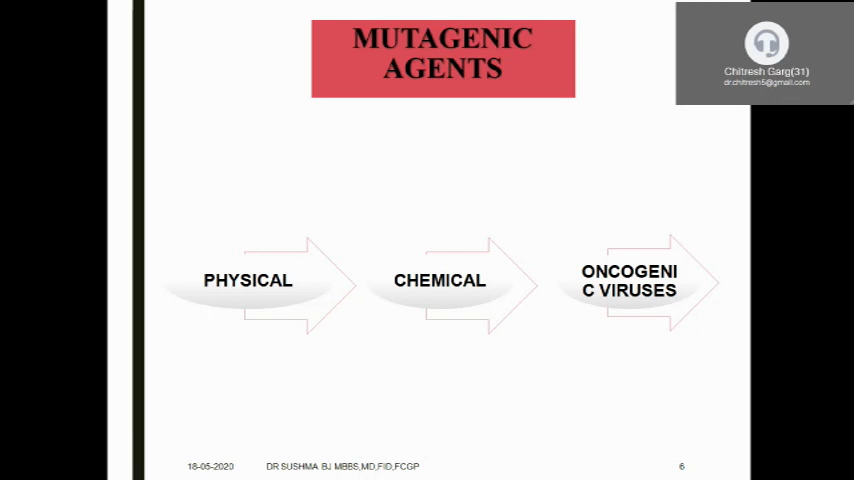 MUTAGENIC
AGENTS
Chitresh Garg(31)
dr.chitresh5@gmail.com
PHYSICAL
CHEMICAL
ONCOGENI
C VIRUSES
18-05-2020
DR SUSHMA BJ MBBS,MD,FID,FCGP
6